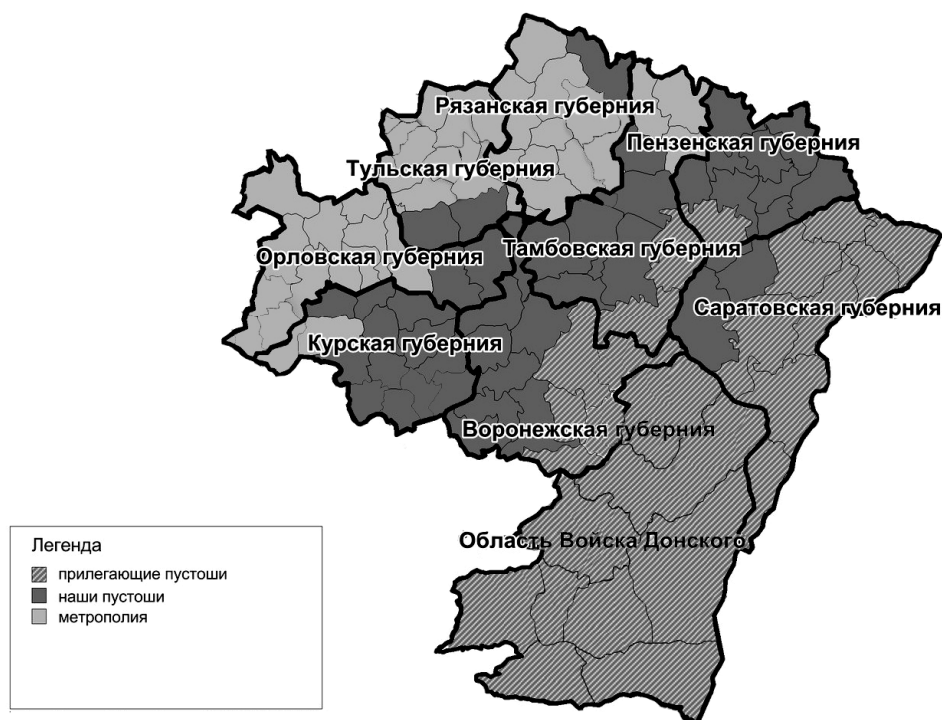 Рязанская губерния
Пензенская губерния
Тульская губерния
Тамбовская губерния
Орловская губерния
Саратовская губерния
Курская губерния
Воронежская губерния
Область Войска Донского
Легенда
прилегающие пустоши
наши пустоши
метрополия